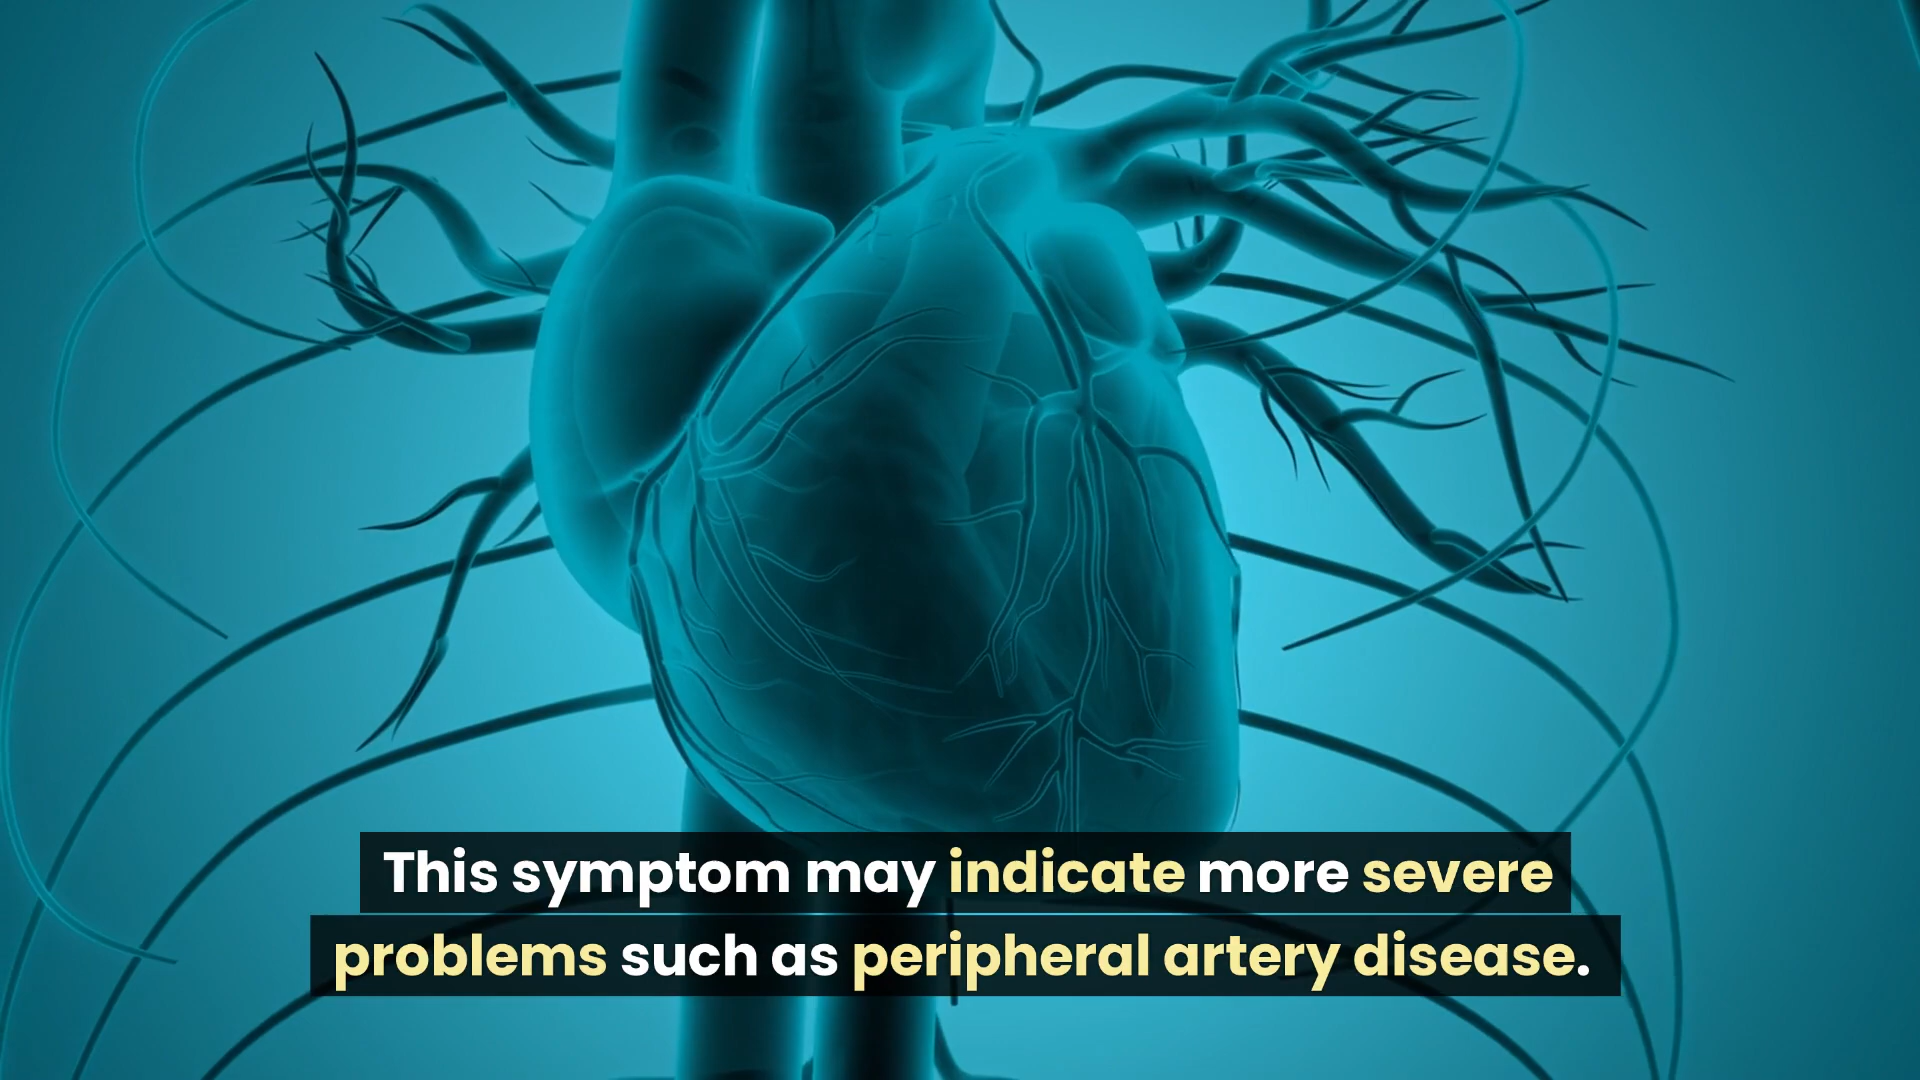 This symptom may indicate more severe
problems such as peripheral artery disease.